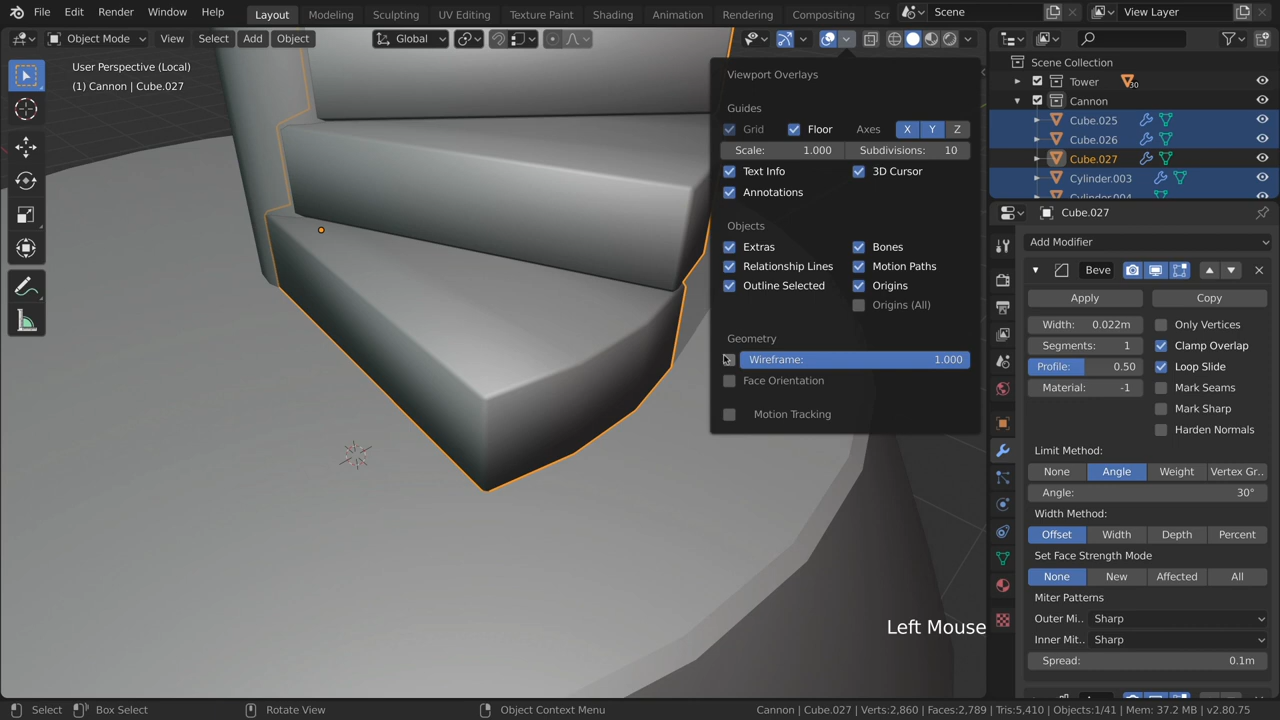 File Edit Render Window Help Layout Modeling Sculpting UV Editing Texture Paint Shading Animation Rendering Compositing Scr Scene View Layer
Object Mode View Select Add Object Global
User Perspective (Local)
(1) Cannon | Cube.027
Viewport Overlays
Guides
Grid Floor Axes X Y Z
Scale: 1.000 Subdivisions: 10
Text Info 3D Cursor
Annotations
Objects
Extras Bones
Relationship Lines Motion Paths
Outline Selected Origins
Origins (All)
Geometry
Wireframe: 1.000
Face Orientation
Motion Tracking
Left Mouse
Scene Collection
Tower 30
Cannon
Cube.025
Cube.026
Cube.027
Cylinder.003
Cylinder.004
Cube.027
Add Modifier
Beve
Apply Copy
Width: 0.022m Only Vertices
Segments: 1 Clamp Overlap
Profile: 0.50 Loop Slide
Material: -1 Mark Seams
Mark Sharp
Harden Normals
Limit Method:
None Angle Weight Vertex Gr..
Angle: 30°
Width Method:
Offset Width Depth Percent
Set Face Strength Mode
None New Affected All
Miter Patterns
Outer Mi.. Sharp
Inner Mit.. Sharp
Spread: 0.1m
Select Box Select Rotate View Object Context Menu Cannon | Cube.027 | Verts:2,860 | Faces:2,789 | Tris:5,410 | Objects:1/41 | Mem: 37.2 MB | v2.80.75